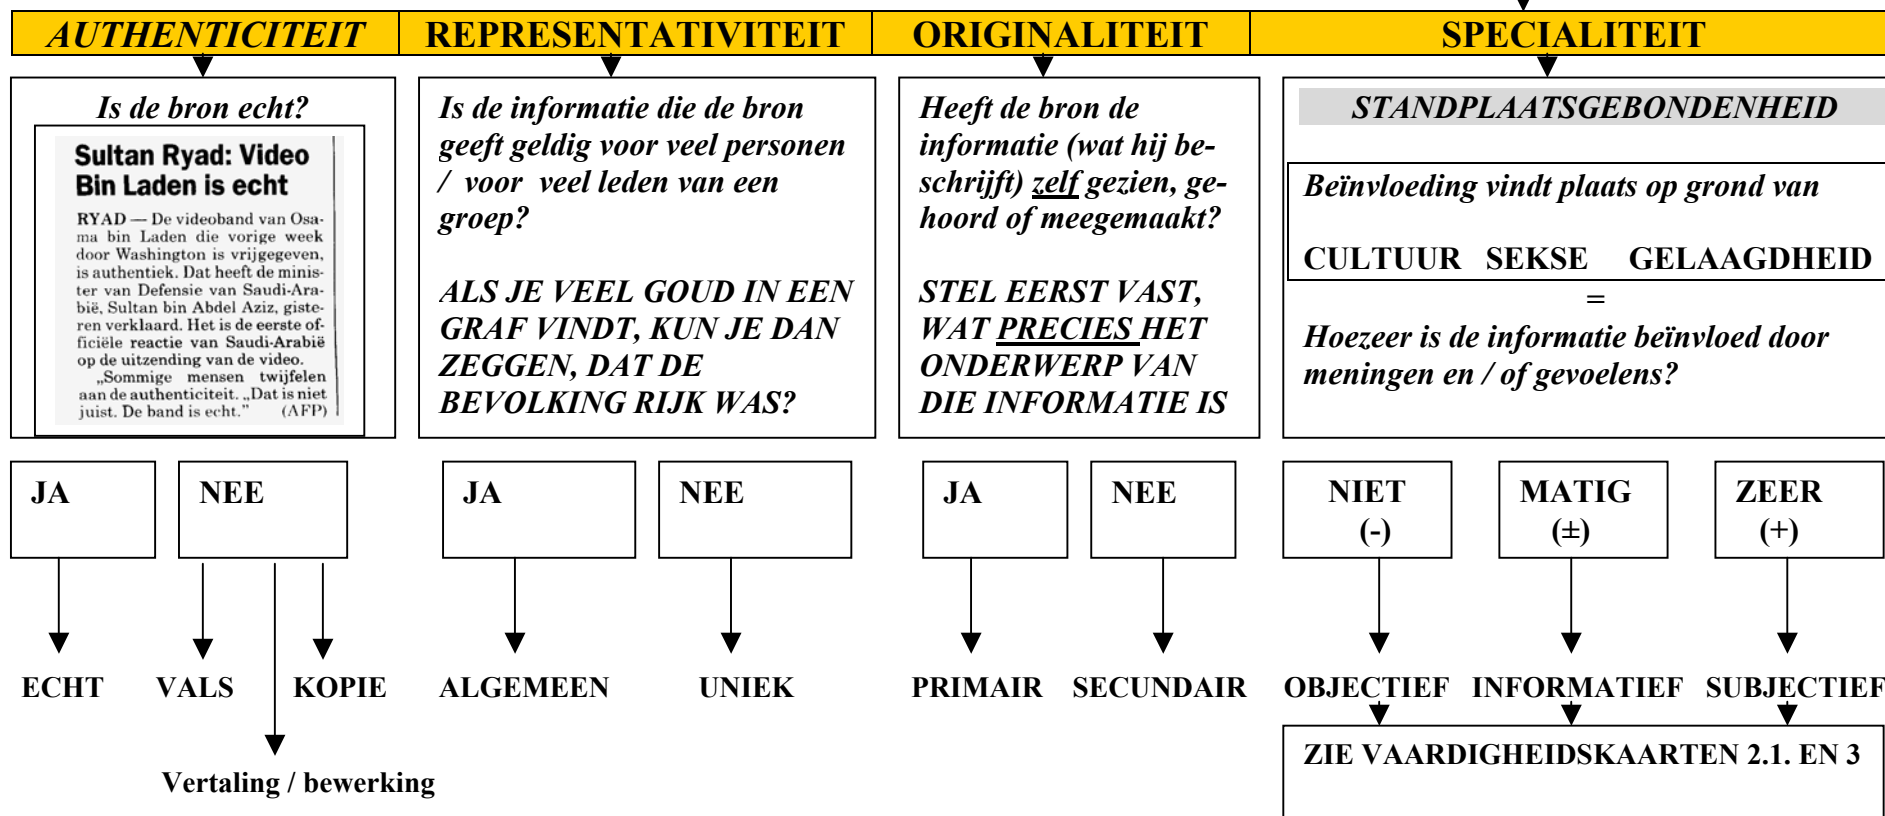 AUTHENTICITEIT
REPRESENTATIVITEIT
ORIGINALITEIT
SPECIALITEIT
Is de bron echt?
Sultan Ryad: Video
Bin Laden is echt
RYAD — De videoband van Osa-
ma bin Laden die vorige week
door Washington is vrijgegeven,
is authentiek. Dat heeft de minis-
ter van Defensie van Saudi-Ara-
bië, Sultan bin Abdel Aziz, giste-
ren verklaard. Het is de eerste of-
ficiële reactie van Saudi-Arabië
op de uitzending van de video.
„Sommige mensen twijfelen
aan de authenticiteit. „Dat is niet
juist. De band is echt.” (AFP)
Is de informatie die de bron
geeft geldig voor veel personen
/ voor veel leden van een
groep?
ALS JE VEEL GOUD IN EEN
GRAF VINDT, KUN JE DAN
ZEGGEN, DAT DE
BEVOLKING RIJK WAS?
Heeft de bron de
informatie (wat hij be-
schrijft) zelf gezien, ge-
hoord of meegemaakt?
STEL EERST VAST,
WAT PRECIES HET
ONDERWERP VAN
DIE INFORMATIE IS
STANDPLAATSGEBONDENHEID
Beïnvloeding vindt plaats op grond van
CULTUUR SEKSE GELAAGDHEID
=
Hoezeer is de informatie beïnvloed door
meningen en / of gevoelens?
JA
NEE
JA
NEE
JA
NEE
NIET
(-)
MATIG
(±)
ZEER
(+)
ECHT
VALS
KOPIE
ALGEMEEN
UNIEK
PRIMAIR
SECUNDAIR
OBJECTIEF
INFORMATIEF
SUBJECTIEF
Vertaling / bewerking
ZIE VAARDIGHEIDSKAARTEN 2.1. EN 3